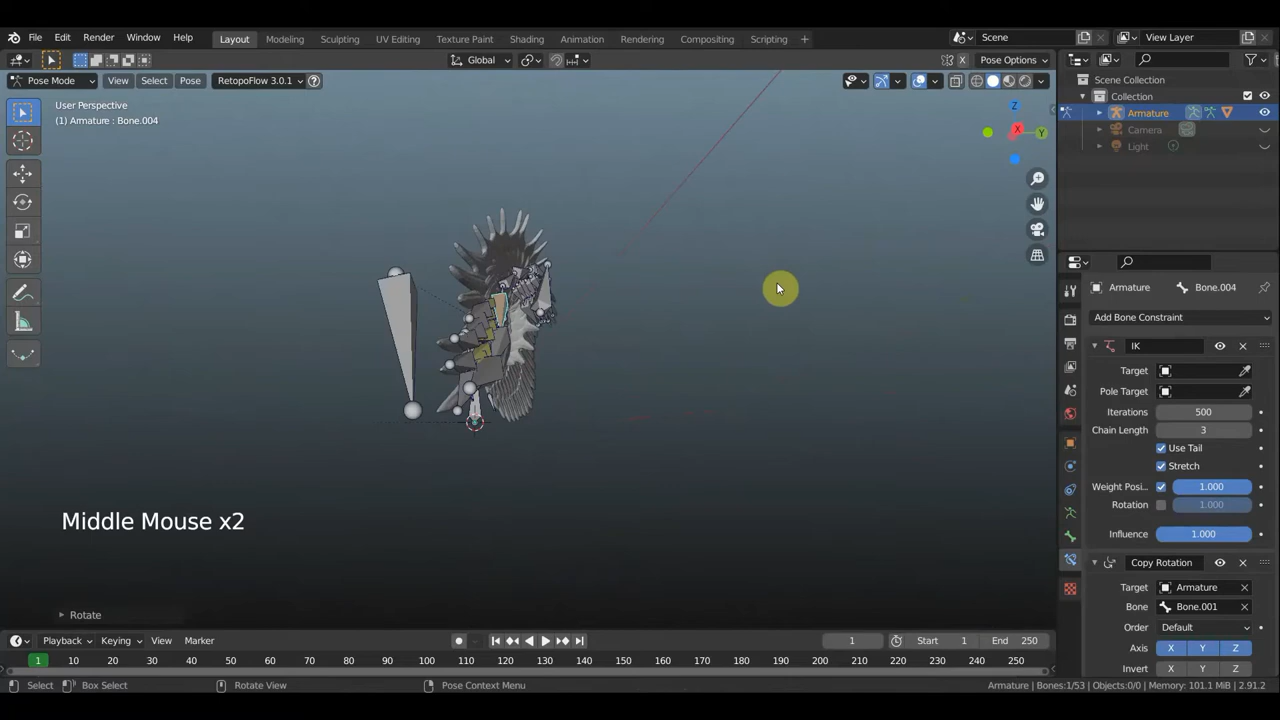 File Edit Render Window Help
Layout Modeling Sculpting UV Editing Texture Paint Shading Animation Rendering Compositing Scripting +
Scene
View Layer
Global
Pose Options
Pose Mode View Select Pose RetopoFlow 3.0.1
User Perspective
(1) Armature : Bone.004
Z
X
Y
Scene Collection
Collection
Armature
Camera
Light
Armature Bone.004
Add Bone Constraint
IK
Target
Pole Target
Iterations 500
Chain Length 3
Use Tail
Stretch
Weight Posi... 1.000
Rotation 1.000
Influence 1.000
Copy Rotation
Target Armature
Bone Bone.001
Order Default
Axis X Y Z
Invert X Y Z
Middle Mouse x2
Rotate
Playback Keying View Marker
1 Start 1 End 250
1 10 20 30 40 50 60 70 80 90 100 110 120 130 140 150 160 170 180 190 200 210 220 230 240 250
Select Box Select Rotate View Pose Context Menu
Armature | Bones:1/53 | Objects:0/0 | Memory: 101.1 MiB | 2.91.2